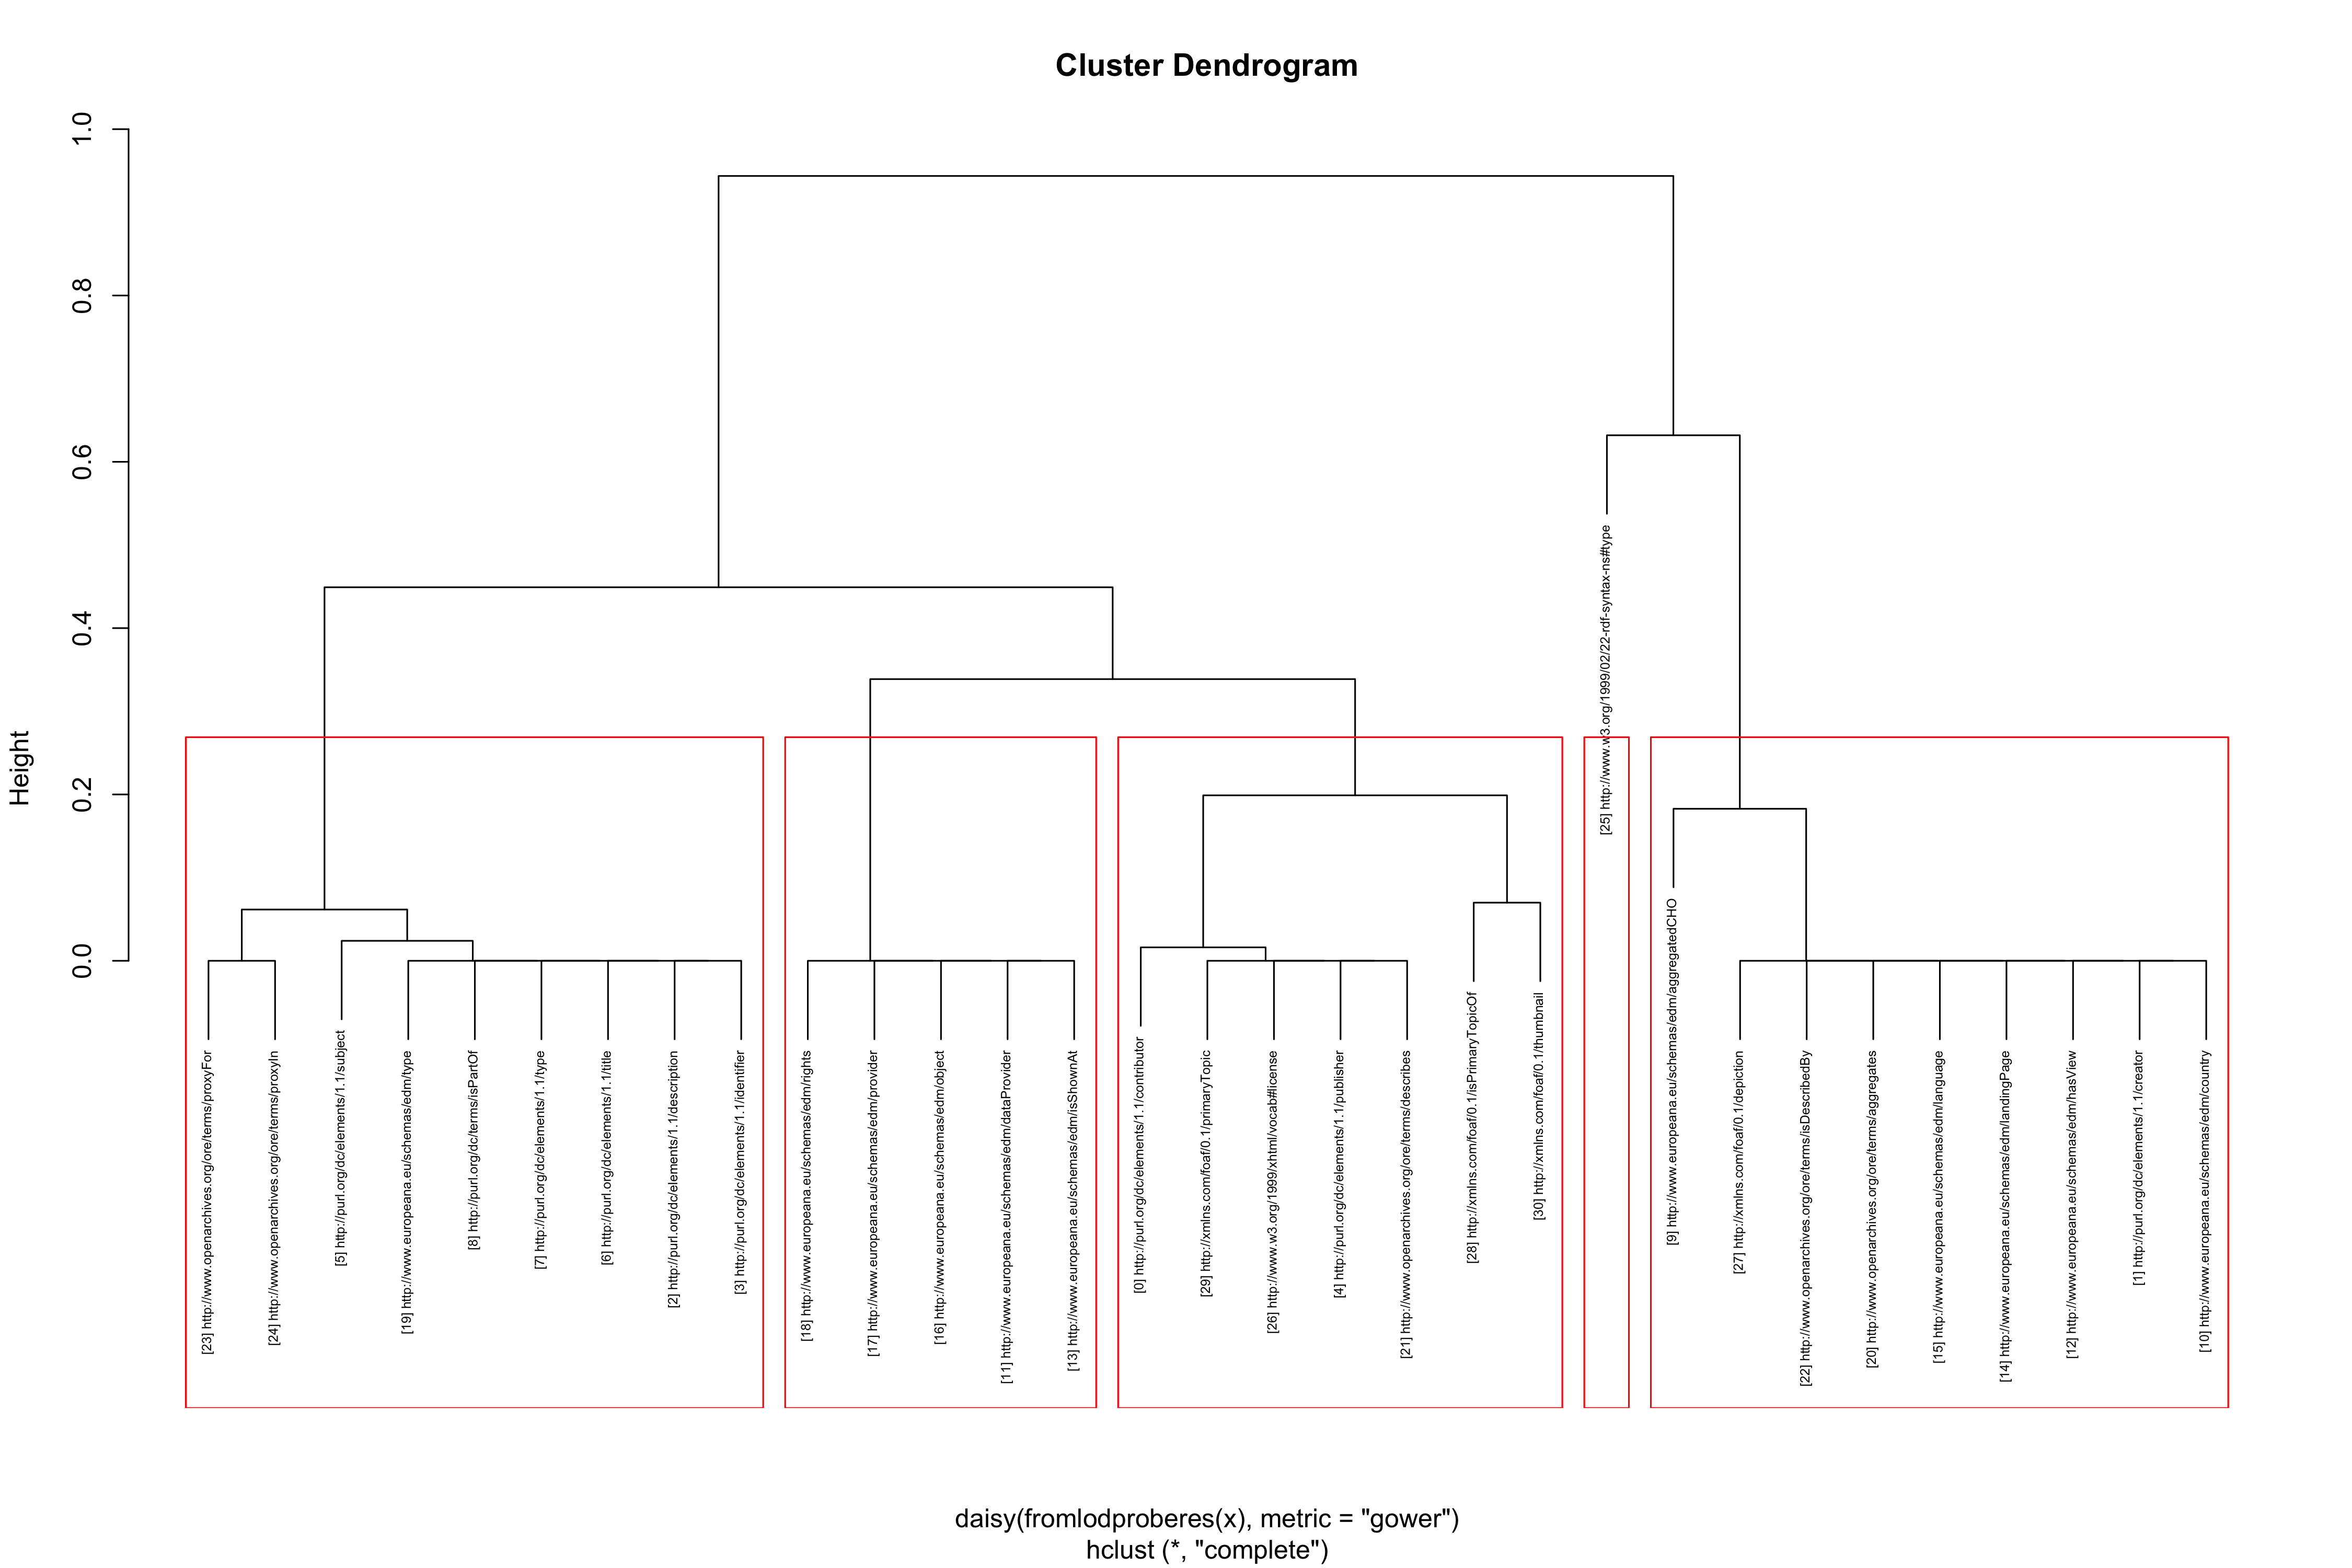 Cluster Dendrogram
Height
1.0
0.8
0.6
0.4
0.2
0.0
[23] http://www.openarchives.org/ore/terms/proxyFor
[24] http://www.openarchives.org/ore/terms/proxyIn
[5] http://purl.org/dc/elements/1.1/subject
[19] http://www.europeana.eu/schemas/edm/type
[8] http://purl.org/dc/terms/isPartOf
[7] http://purl.org/dc/elements/1.1/type
[6] http://purl.org/dc/elements/1.1/title
[2] http://purl.org/dc/elements/1.1/description
[3] http://purl.org/dc/elements/1.1/identifier
[18] http://www.europeana.eu/schemas/edm/rights
[17] http://www.europeana.eu/schemas/edm/provider
[16] http://www.europeana.eu/schemas/edm/object
[11] http://www.europeana.eu/schemas/edm/dataProvider
[13] http://www.europeana.eu/schemas/edm/isShownAt
[0] http://purl.org/dc/elements/1.1/contributor
[29] http://xmlns.com/foaf/0.1/primaryTopic
[26] http://www.w3.org/1999/xhtml/vocab#license
[4] http://purl.org/dc/elements/1.1/publisher
[21] http://www.openarchives.org/ore/terms/describes
[28] http://xmlns.com/foaf/0.1/isPrimaryTopicOf
[30] http://xmlns.com/foaf/0.1/thumbnail
[25] http://www.w3.org/1999/02/22-rdf-syntax-ns#type
[9] http://www.europeana.eu/schemas/edm/aggregatedCHO
[27] http://xmlns.com/foaf/0.1/depiction
[22] http://www.openarchives.org/ore/terms/isDescribedBy
[20] http://www.openarchives.org/ore/terms/aggregates
[15] http://www.europeana.eu/schemas/edm/language
[14] http://www.europeana.eu/schemas/edm/landingPage
[12] http://www.europeana.eu/schemas/edm/hasView
[1] http://purl.org/dc/elements/1.1/creator
[10] http://www.europeana.eu/schemas/edm/country
daisy(fromlodproberes(x), metric = "gower")
hclust (*, "complete")